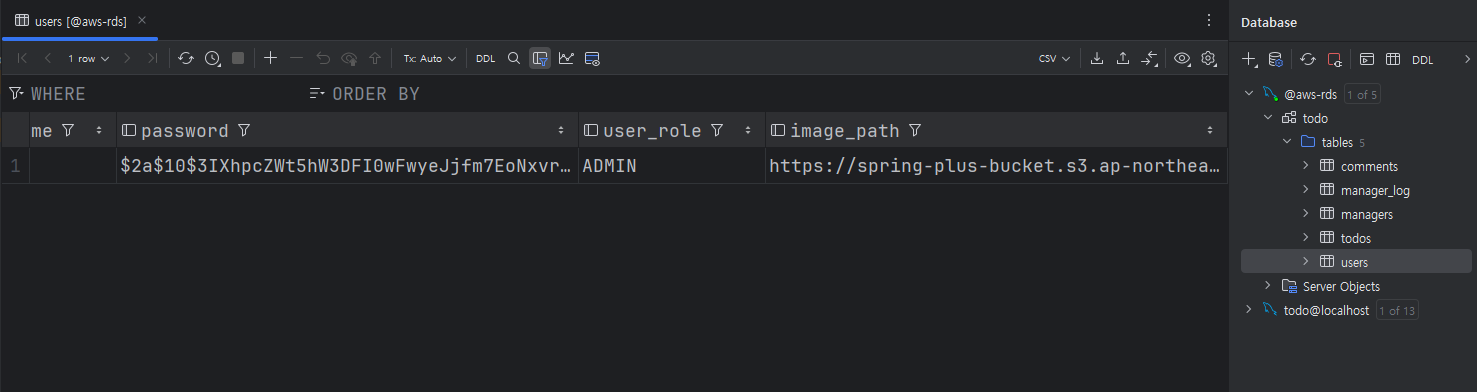 users [@aws-rds]
1 row
Tx: Auto
DDL
CSV
WHERE
ORDER BY
me password user_role image_path
1 $2a$10$3IXhpcZWt5hW3DFI0wFwyeJjfm7EoNxvr... ADMIN https://spring-plus-bucket.s3.ap-northea...
Database
DDL
@aws-rds 1 of 5
todo
tables 5
comments
manager_log
managers
todos
users
Server Objects
todo@localhost 1 of 13